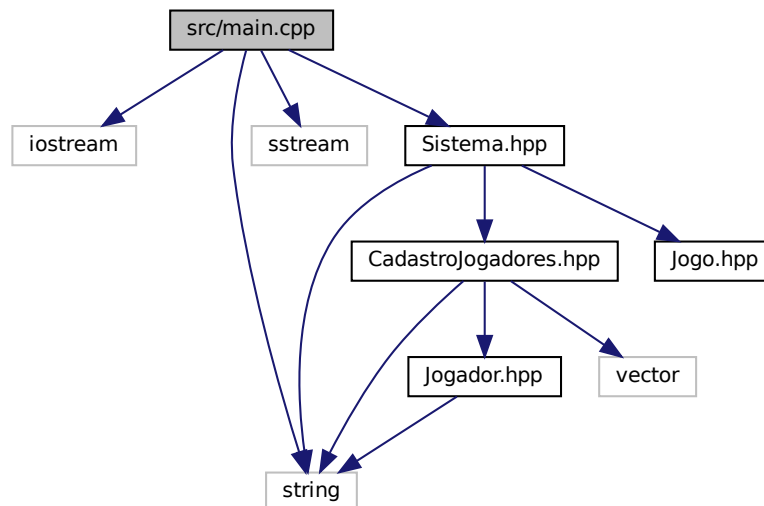 src/main.cpp
iostream
sstream
Sistema.hpp
CadastroJogadores.hpp
Jogo.hpp
Jogador.hpp
vector
string